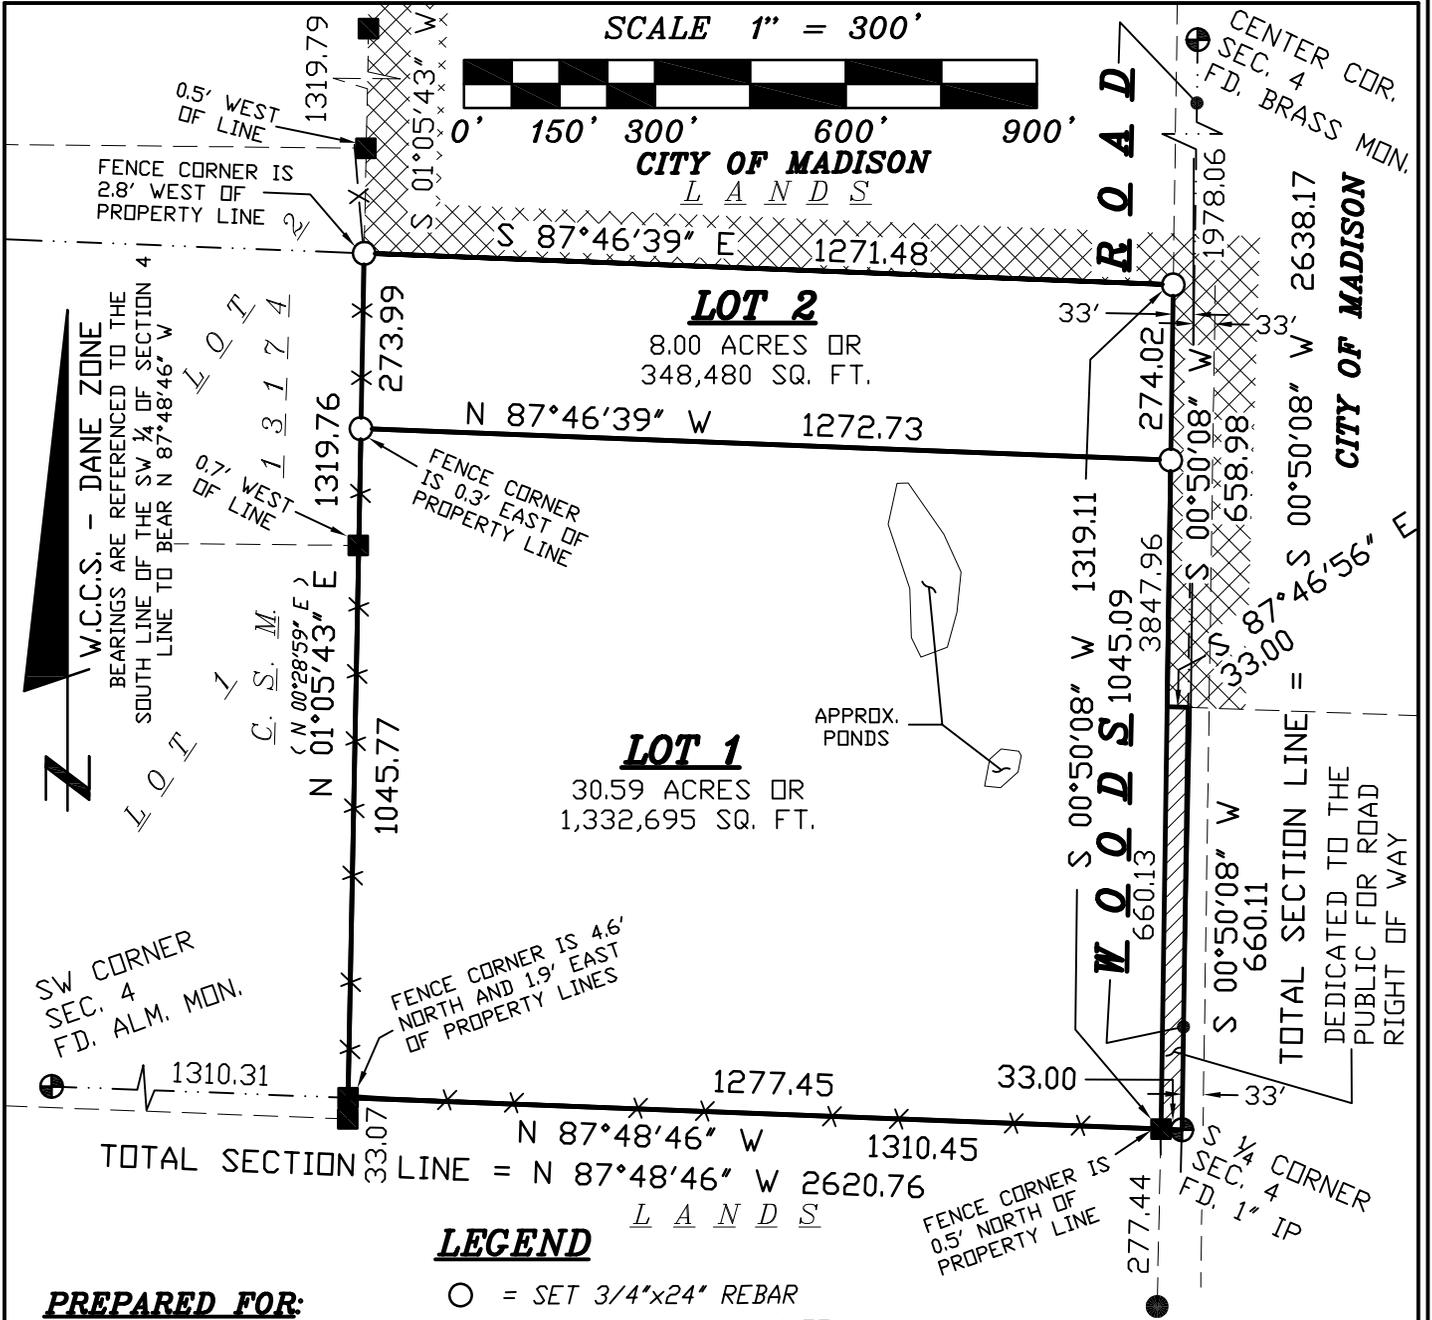 SCALE 1" = 300'
0' 150' 300' 600' 900'
CITY OF MADISON
L A N D S
1319.79
S 01°05'43" W
0.5' WEST
OF LINE
FENCE CORNER IS
2.8' WEST OF
PROPERTY LINE
CENTER COR.
SEC. 4
FD. BRASS MON.
S 87°46'39" E 1271.48
R O A D
1978.06
2638.17
CITY OF MADISON
33'
33'
LOT 2
8.00 ACRES OR
348,480 SQ. FT.
273.99
274.02
N 87°46'39" W 1272.73
L O T 2
1 3 1 7 4
C. S. M.
L O T 1
W.C.C.S. - DANE ZONE
BEARINGS ARE REFERENCED TO THE
SOUTH LINE OF THE SW ¼ OF SECTION 4
LINE TO BEAR N 87°48'46" W
N
1319.76
0.7' WEST
OF LINE
FENCE CORNER
IS 0.3' EAST OF
PROPERTY LINE
( N 00°28'59" E )
N 01°05'43" E
1045.77
APPROX.
PONDS
LOT 1
30.59 ACRES OR
1,332,695 SQ. FT.
S 00°50'08" W 1319.11
W O O D S
1045.09
3847.96
660.13
S 00°50'08" W
658.98
S 00°50'08" W
S 87°46'56" E
33.00
S 00°50'08" W
660.11
TOTAL SECTION LINE =
DEDICATED TO THE
PUBLIC FOR ROAD
RIGHT OF WAY
SW CORNER
SEC. 4
FD. ALM. MON.
FENCE CORNER IS 4.6'
NORTH AND 1.9' EAST
OF PROPERTY LINES
1310.31
1277.45
33.00
33'
N 87°48'46" W 1310.45
33.07
TOTAL SECTION LINE = N 87°48'46" W 2620.76
L A N D S
FENCE CORNER IS
0.5' NORTH OF
PROPERTY LINE
S ¼ CORNER
SEC. 4
FD. 1" IP
277.44
LEGEND
= SET 3/4"x24" REBAR
PREPARED FOR: